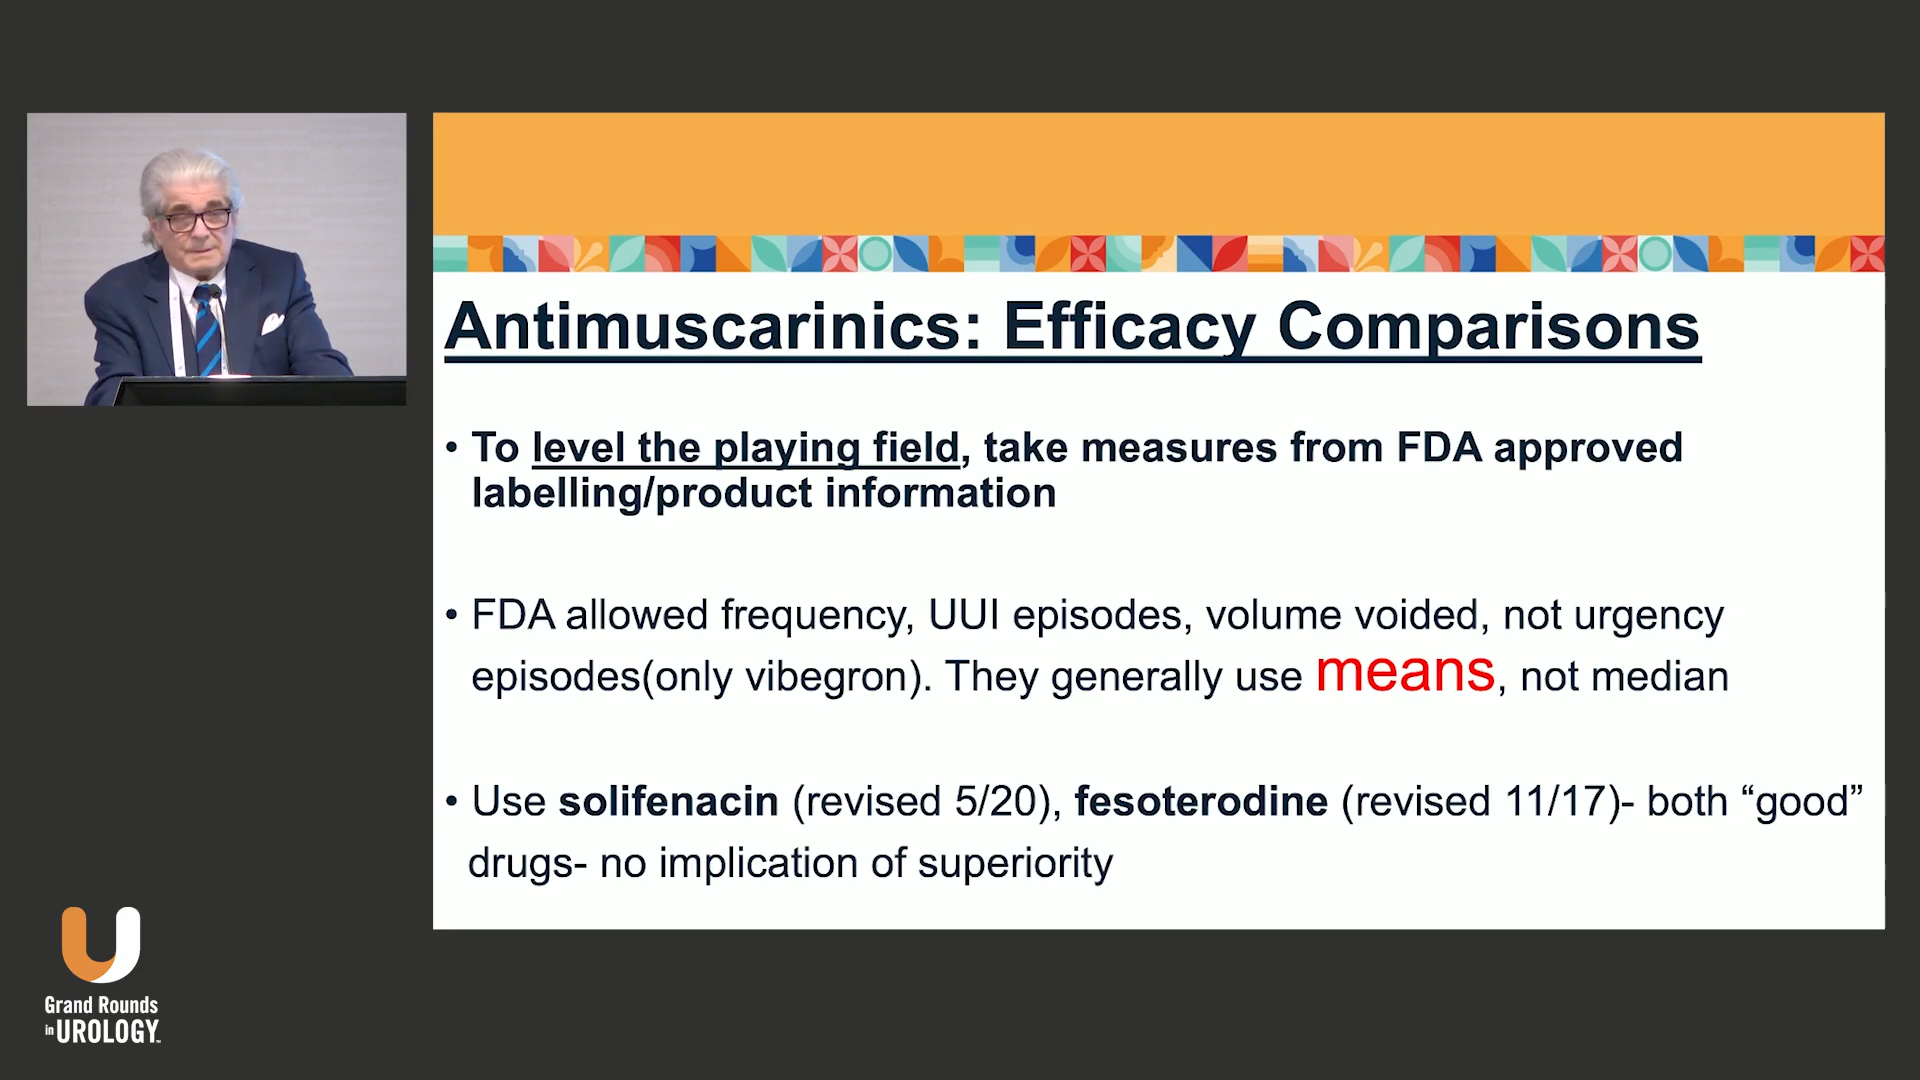 Antimuscarinics: Efficacy Comparisons
• To level the playing field, take measures from FDA approved
labelling/product information
• FDA allowed frequency, UUI episodes, volume voided, not urgency
episodes(only vibegron). They generally use means, not median
• Use solifenacin (revised 5/20), fesoterodine (revised 11/17)- both “good”
drugs- no implication of superiority
Grand Rounds
in UROLOGY™